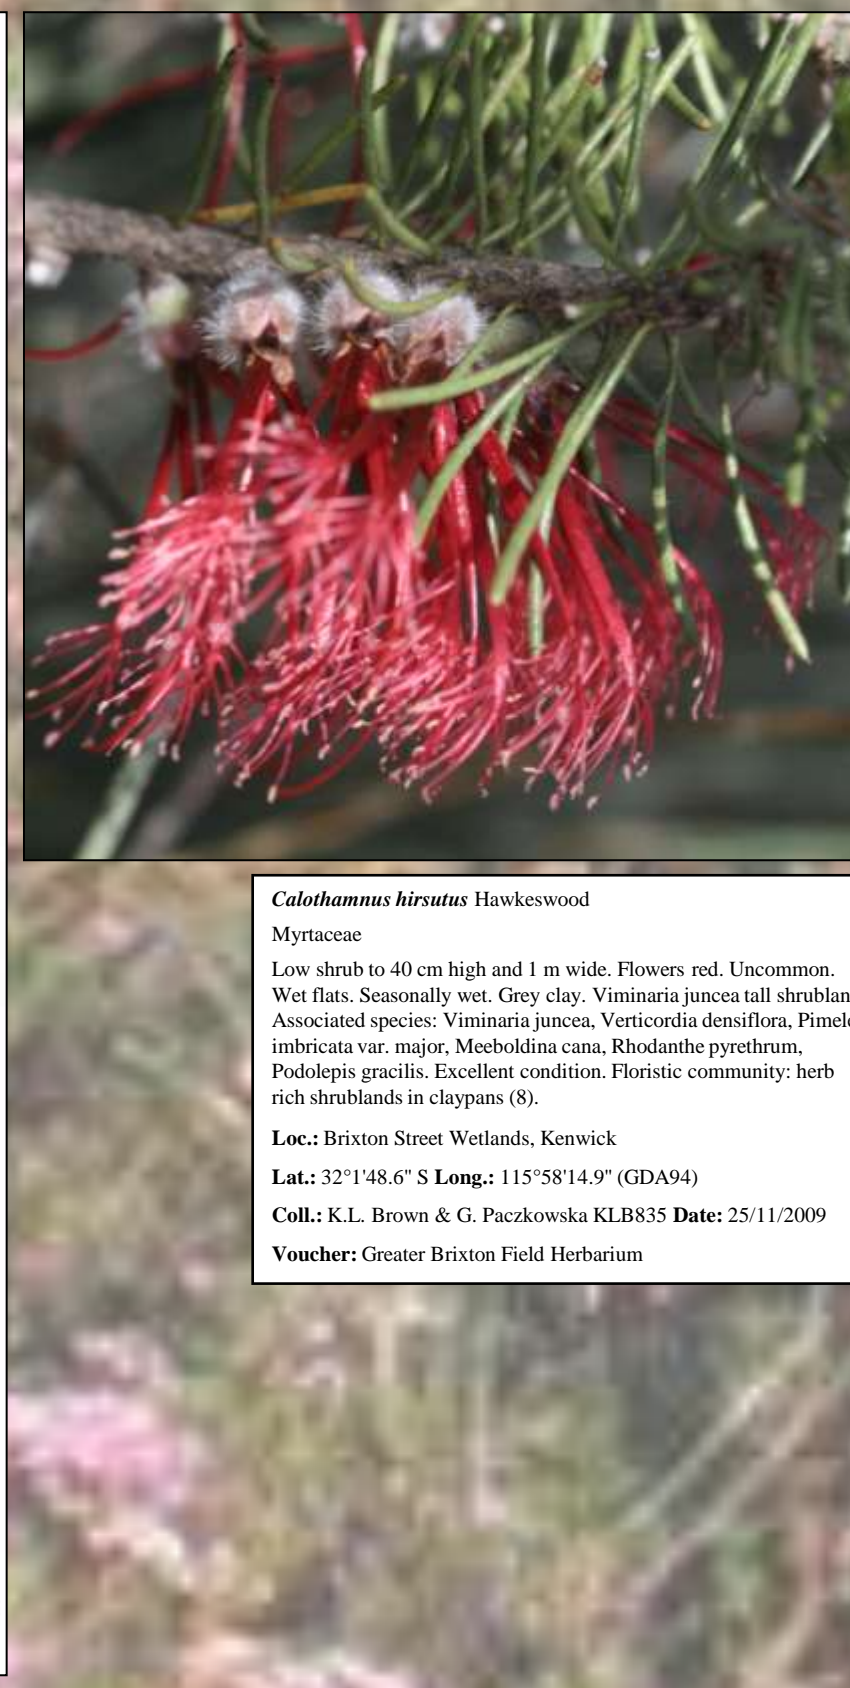 Calothamnus hirsutus Hawkeswood
Myrtaceae
Low shrub to 40 cm high and 1 m wide. Flowers red. Uncommon.
Wet flats. Seasonally wet. Grey clay. Viminaria juncea tall shrublan
Associated species: Viminaria juncea, Verticordia densiflora, Pimele
imbricata var. major, Meeboldina cana, Rhodanthe pyrethrum,
Podolepis gracilis. Excellent condition. Floristic community: herb
rich shrublands in claypans (8).
Loc.: Brixton Street Wetlands, Kenwick
Lat.: 32°1'48.6" S Long.: 115°58'14.9" (GDA94)
Coll.: K.L. Brown & G. Paczkowska KLB835 Date: 25/11/2009
Voucher: Greater Brixton Field Herbarium